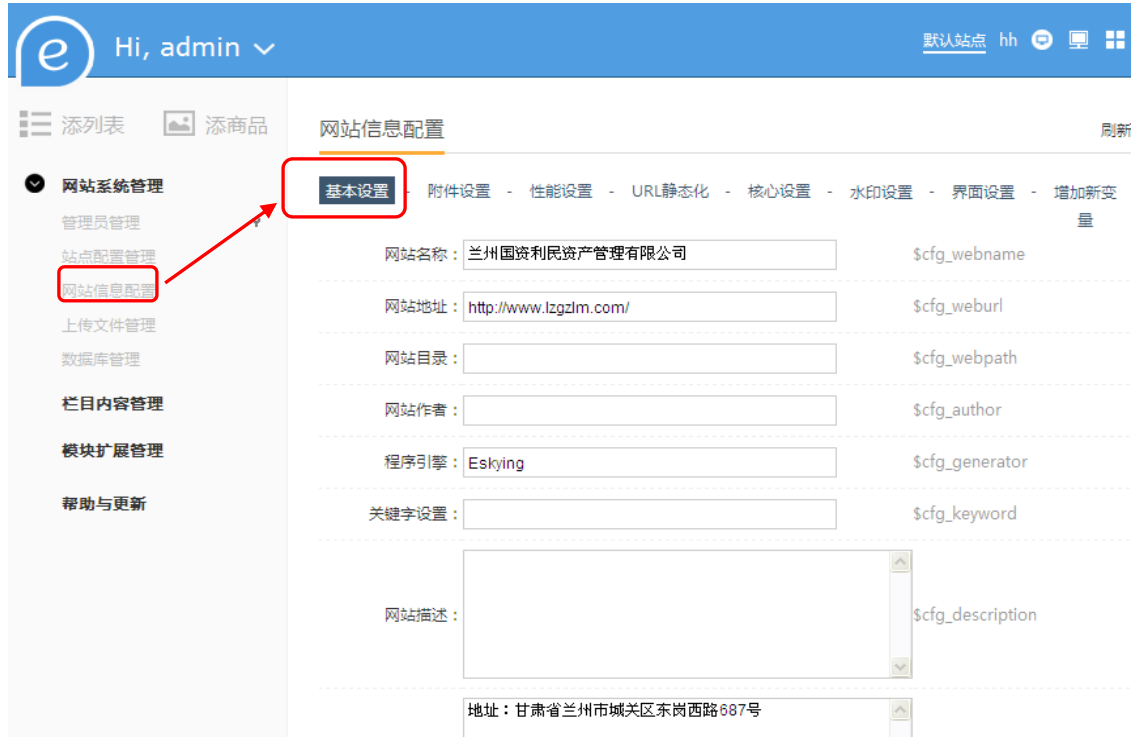 e Hi, admin
默认站点 hh
添列表 添商品
网站系统管理
管理员管理
站点配置管理
网站信息配置
上传文件管理
数据库管理
栏目内容管理
模块扩展管理
帮助与更新
网站信息配置 刷新
基本设置 - 附件设置 - 性能设置 - URL静态化 - 核心设置 - 水印设置 - 界面设置 - 增加新变
量
网站名称： 兰州国资利民资产管理有限公司 $cfg_webname
网站地址： http://www.lzgzlm.com/ $cfg_weburl
网站目录： $cfg_webpath
网站作者： $cfg_author
程序引擎： Eskying $cfg_generator
关键字设置： $cfg_keyword
网站描述： $cfg_description
地址：甘肃省兰州市城关区东岗西路687号